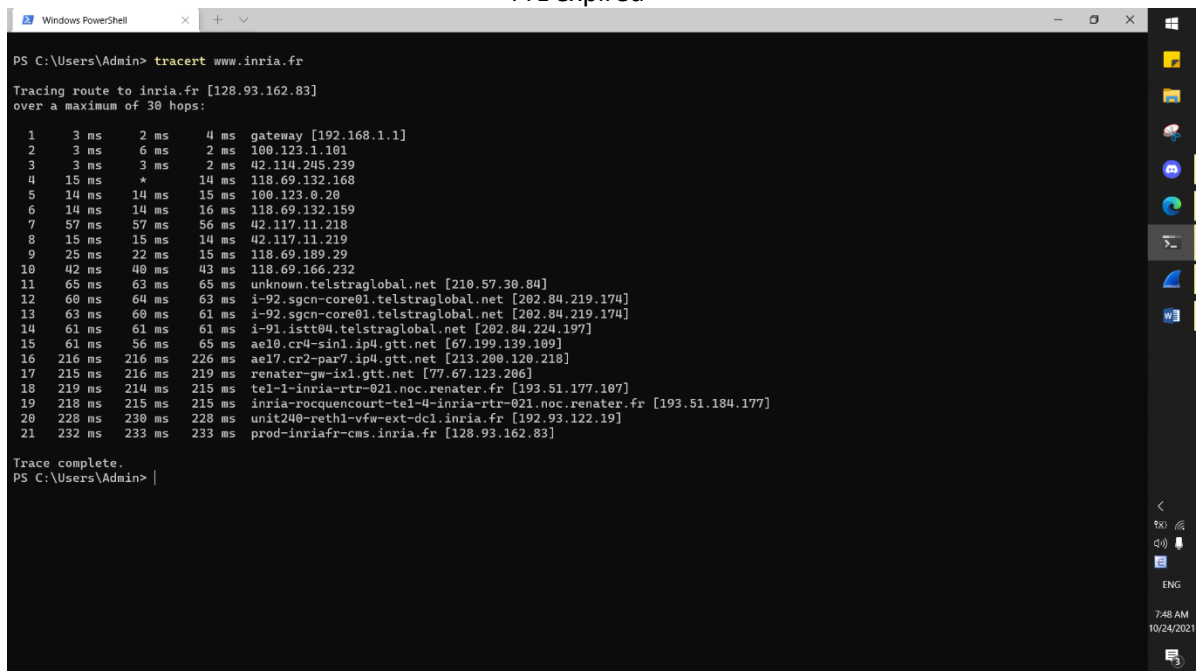 TTL expired
Windows PowerShell
PS C:\Users\Admin> tracert www.inria.fr
Tracing route to inria.fr [128.93.162.83]
over a maximum of 30 hops:
1 3 ms 2 ms 4 ms gateway [192.168.1.1]
2 3 ms 6 ms 2 ms 100.123.1.101
3 3 ms 3 ms 2 ms 42.114.245.239
4 15 ms * 14 ms 118.69.132.168
5 14 ms 14 ms 15 ms 100.123.0.20
6 14 ms 14 ms 16 ms 118.69.132.159
7 57 ms 57 ms 56 ms 42.117.11.218
8 15 ms 15 ms 14 ms 42.117.11.219
9 25 ms 22 ms 15 ms 118.69.189.29
10 42 ms 40 ms 43 ms 118.69.166.232
11 65 ms 63 ms 65 ms unknown.telstraglobal.net [210.57.30.84]
12 60 ms 64 ms 63 ms i-92.sgcn-core01.telstraglobal.net [202.84.219.174]
13 63 ms 60 ms 61 ms i-92.sgcn-core01.telstraglobal.net [202.84.219.174]
14 61 ms 61 ms 61 ms i-91.istt04.telstraglobal.net [202.84.224.197]
15 61 ms 56 ms 65 ms ae10.cr4-sin1.ip4.gtt.net [67.199.139.109]
16 216 ms 216 ms 226 ms ae17.cr2-par7.ip4.gtt.net [213.200.120.218]
17 215 ms 216 ms 219 ms renater-gw-ix1.gtt.net [77.67.123.206]
18 219 ms 214 ms 215 ms te1-1-inria-rtr-021.noc.renater.fr [193.51.177.107]
19 218 ms 215 ms 215 ms inria-rocquencourt-te1-4-inria-rtr-021.noc.renater.fr [193.51.184.177]
20 228 ms 230 ms 228 ms unit240-reth1-vfw-ext-dc1.inria.fr [192.93.122.19]
21 232 ms 233 ms 233 ms prod-inriafr-cms.inria.fr [128.93.162.83]
Trace complete.
PS C:\Users\Admin>
ENG
7:48 AM
10/24/2021
3